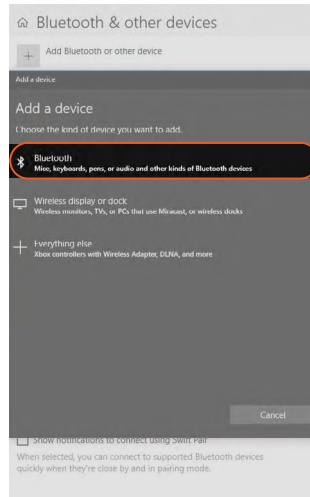 Bluetooth & other devices
Add Bluetooth or other device
Add a device
Add a device
Choose the kind of device you want to add.
Bluetooth
Mice, keyboards, pens, or audio and other kinds of Bluetooth devices
Wireless display or dock
Wireless monitors, TVs, or PCs that use Miracast, or wireless docks
Everything else
Xbox controllers with Wireless Adapter, DLNA, and more
Cancel
Show notifications to connect using Swift Pair
When selected, you can connect to supported Bluetooth devices
quickly when they're close by and in pairing mode.